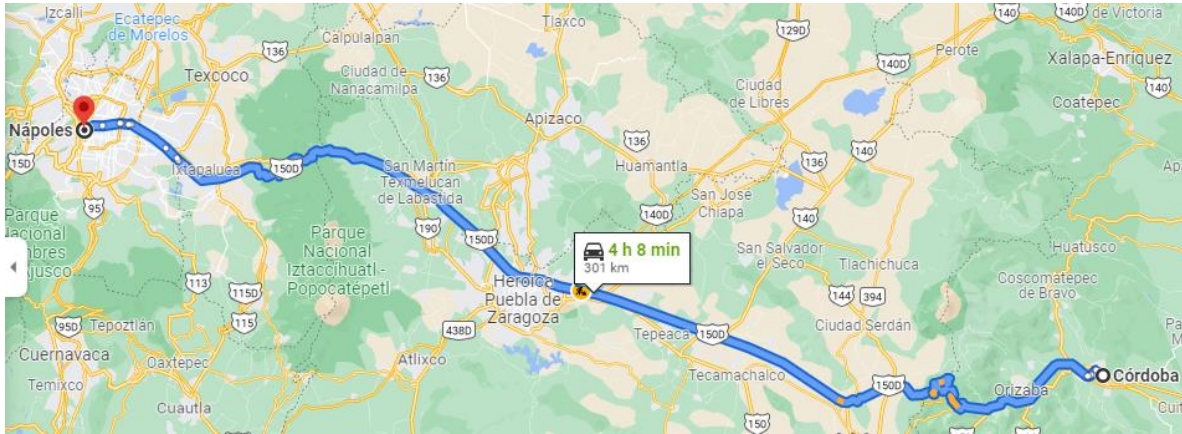 Izcalli
Ecatepec
de Morelos
Tlaxco
140
140D
de Victoria
136
Calpulalpan
129D
Perote
140D
Xalapa-Enríquez
Texcoco
Ciudad de
Nanacamilpa
136
Ciudad
de Libres
140
Coatepec
Apizaco
Nápoles
140
136
15D
Ixtapaluca
150D
San Martín
Texmelucan
de Labastida
Huamantla
136
San José
Chiapa
95
Parque
Nacional
Iztaccíhuatl -
Popocatépetl
190
150D
140D
140
4 h 8 min
301 km
San Salvador
el Seco
Tlachichuca
Huatusco
113
115D
Heroica
Puebla de
Zaragoza
Coscomatepec
de Bravo
144
394
95D
Tepoztlán
115
438D
Tepeaca
150D
Ciudad Serdán
Cuernavaca
Oaxtepec
Atlixco
Tecamachalco
150D
Orizaba
Córdoba
Temixco
Cuautla
150